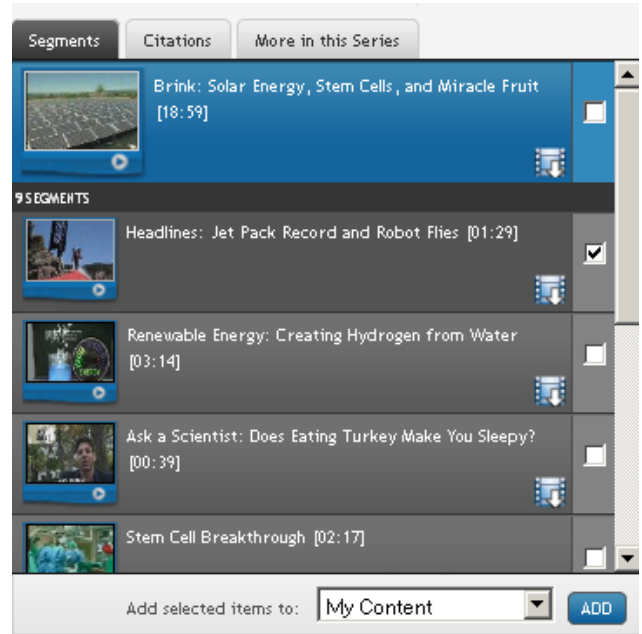 Segments
Citations
More in this Series
Brink: Solar Energy, Stem Cells, and Miracle Fruit
[18:59]
9 SEGMENTS
Headlines: Jet Pack Record and Robot Flies [01:29]
Renewable Energy: Creating Hydrogen from Water
[03:14]
Ask a Scientist: Does Eating Turkey Make You Sleepy?
[00:39]
Stem Cell Breakthrough [02:17]
Add selected items to:
My Content
ADD